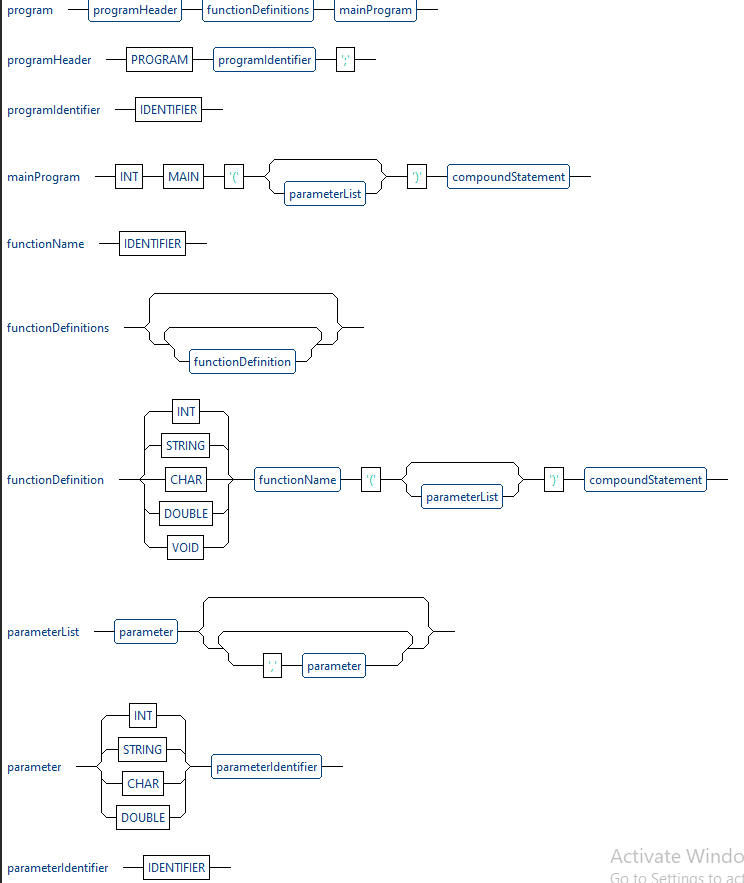 program programHeader functionDefinitions mainProgram
programHeader PROGRAM programIdentifier ';'
programIdentifier IDENTIFIER
mainProgram INT MAIN '(' parameterList ')' compoundStatement
functionName IDENTIFIER
functionDefinitions functionDefinition
INT
STRING
functionDefinition CHAR functionName '(' parameterList ')' compoundStatement
DOUBLE
VOID
parameterList parameter ',' parameter
INT
STRING
parameter parameterIdentifier
CHAR
DOUBLE
parameterIdentifier IDENTIFIER
Activate Windo
Go to Settings to act